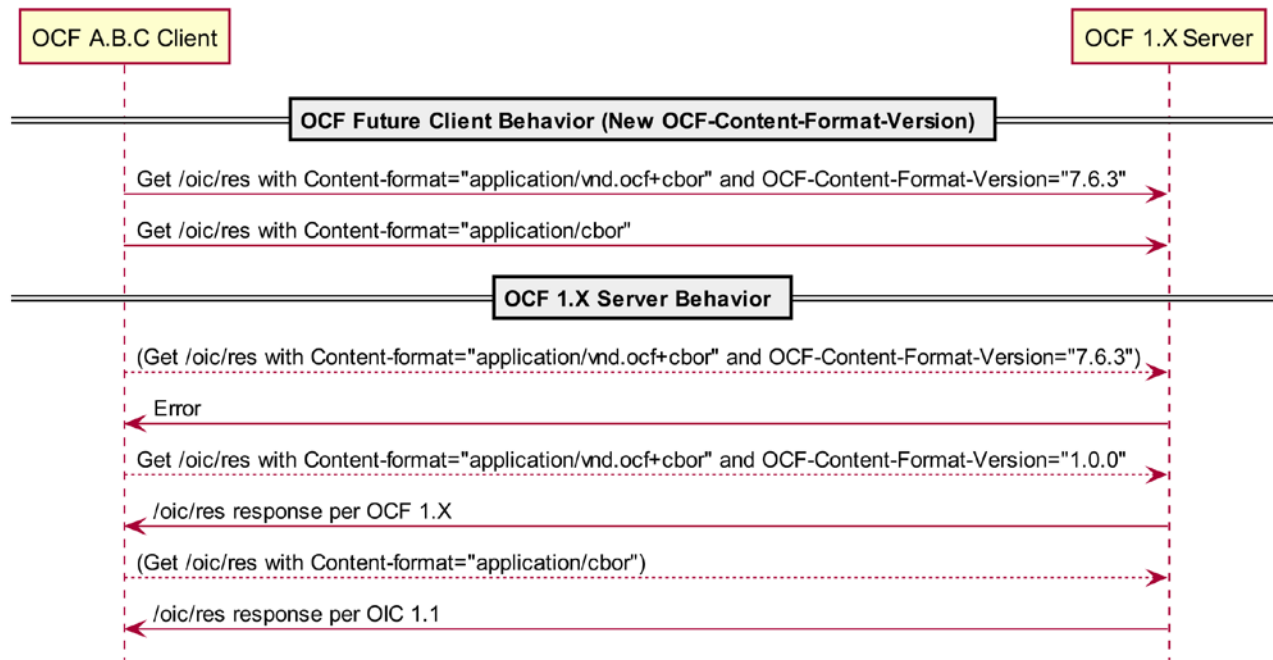 OCF A.B.C Client
OCF 1.X Server
OCF Future Client Behavior (New OCF-Content-Format-Version)
Get /oic/res with Content-format="application/vnd.ocf+cbor" and OCF-Content-Format-Version="7.6.3"
Get /oic/res with Content-format="application/cbor"
OCF 1.X Server Behavior
(Get /oic/res with Content-format="application/vnd.ocf+cbor" and OCF-Content-Format-Version="7.6.3")
Error
Get /oic/res with Content-format="application/vnd.ocf+cbor" and OCF-Content-Format-Version="1.0.0"
/oic/res response per OCF 1.X
(Get /oic/res with Content-format="application/cbor")
/oic/res response per OIC 1.1